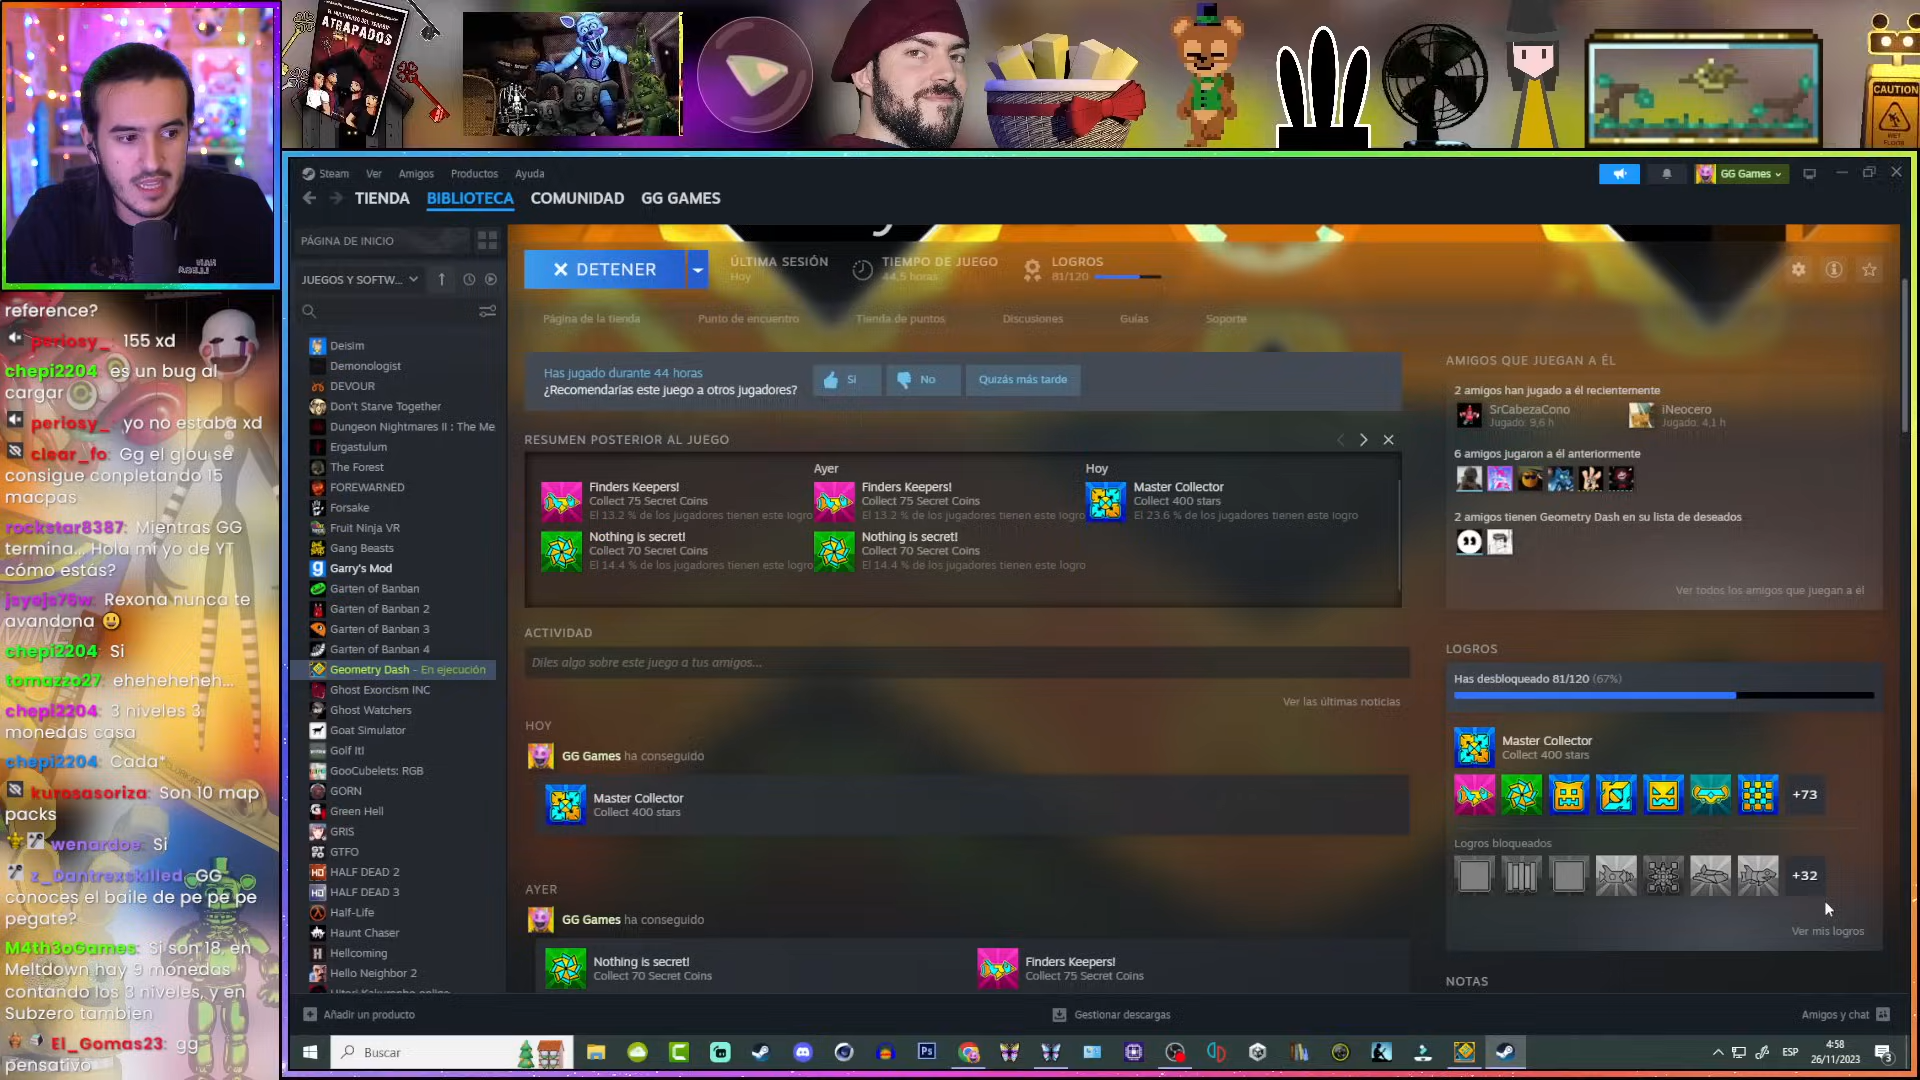 EL MULTIVERSO DEL TERROR
ATRAPADOS
CAUTION
WET
FLOOR
reference?
periosy_: 155 xd
chepi2204: es un bug al
cargar
periosy_: yo no estaba xd
clear_fo: Gg el glou se
consigue conpletando 15
macpas
rockstar8387: Mientras GG
termina... Hola mi yo de YT
cómo estás?
Rexona nunca te
avandona
chepi2204: Si
tomazzo27: eheheheheh...
chepi2204: 3 niveles 3
monedas casa
chepi2204: Cada*
kurosasoriza: Son 10 map
packs
wenardoe: Si
z_Dantrexskilled: GG
conoces el baile de pe pe pe
pegate?
M4th3oGames: Si son 18, en
Meltdown hay 9 monedas
contando los 3 niveles, y en
Subzero tambien
El_Gomas23: gg
pensativo
Steam Ver Amigos Productos Ayuda
GG Games
TIENDA BIBLIOTECA COMUNIDAD GG GAMES
PÁGINA DE INICIO
JUEGOS Y SOFTW...
Deisim
Demonologist
DEVOUR
Don't Starve Together
Dungeon Nightmares II : The Me
Ergastulum
The Forest
FOREWARNED
Forsake
Fruit Ninja VR
Gang Beasts
Garry's Mod
Garten of Banban
Garten of Banban 2
Garten of Banban 3
Garten of Banban 4
Geometry Dash - En ejecución
Ghost Exorcism INC
Ghost Watchers
Goat Simulator
Golf It!
GooCubelets: RGB
GORN
Green Hell
GRIS
GTFO
HALF DEAD 2
HALF DEAD 3
Half-Life
Haunt Chaser
Hellcoming
Hello Neighbor 2
DETENER
ÚLTIMA SESIÓN
Hoy
TIEMPO DE JUEGO
44,5 horas
LOGROS
81/120
Página de la tienda Punto de encuentro Tienda de puntos Discusiones Guías Soporte
Has jugado durante 44 horas
¿Recomendarías este juego a otros jugadores?
Sí No Quizás más tarde
RESUMEN POSTERIOR AL JUEGO
Finders Keepers!
Collect 75 Secret Coins
El 13.2 % de los jugadores tienen este logro
Nothing is secret!
Collect 70 Secret Coins
El 14.4 % de los jugadores tienen este logro
Ayer
Finders Keepers!
Collect 75 Secret Coins
El 13.2 % de los jugadores tienen este logro
Nothing is secret!
Collect 70 Secret Coins
El 14.4 % de los jugadores tienen este logro
Hoy
Master Collector
Collect 400 stars
El 23.6 % de los jugadores tienen este logro
ACTIVIDAD
Diles algo sobre este juego a tus amigos...
Ver las últimas noticias
HOY
GG Games ha conseguido
Master Collector
Collect 400 stars
AYER
GG Games ha conseguido
Nothing is secret!
Collect 70 Secret Coins
Finders Keepers!
Collect 75 Secret Coins
AMIGOS QUE JUEGAN A ÉL
2 amigos han jugado a él recientemente
SrCabezaCono
Jugado: 9,6 h
iNeocero
Jugado: 4,1 h
6 amigos jugaron a él anteriormente
2 amigos tienen Geometry Dash en su lista de deseados
Ver todos los amigos que juegan a él
LOGROS
Has desbloqueado 81/120 (67%)
Master Collector
Collect 400 stars
+73
Logros bloqueados
+32
Ver mis logros
NOTAS
Añadir un producto
Gestionar descargas
Amigos y chat
Buscar
Ps
ESP
4:58
26/11/2023
3